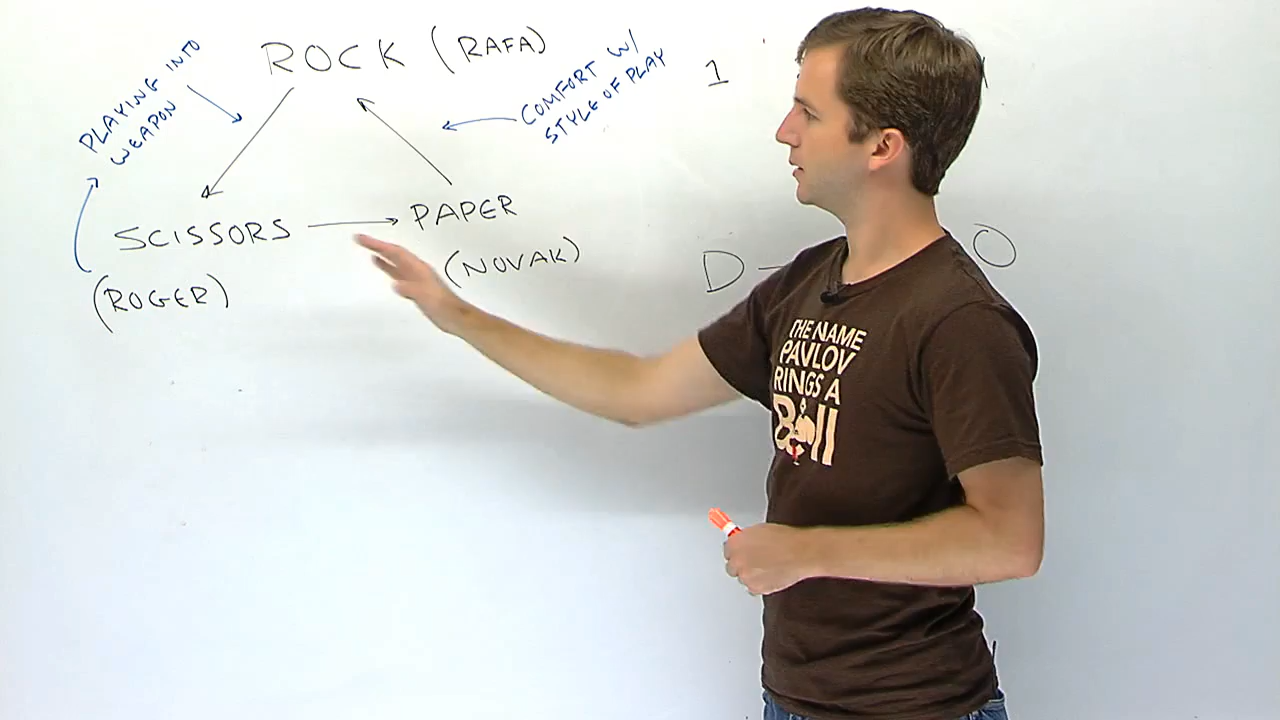 ROCK (RAFA)
PLAYING INTO
WEAPON
COMFORT W/
STYLE OF PLAY
1
SCISSORS
PAPER
(ROGER)
(NOVAK)
D
O
THE NAME
PAVLOV
RINGS A
Bell